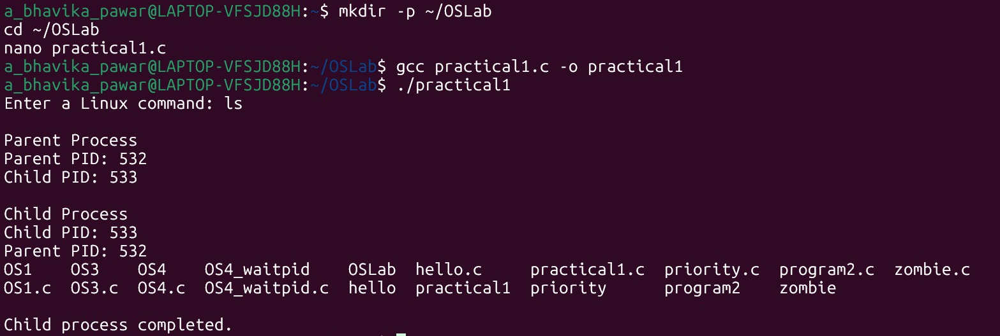 a_bhavika_pawar@LAPTOP-VFSJD88H:~$ mkdir -p ~/OSLab
cd ~/OSLab
nano practical1.c
a_bhavika_pawar@LAPTOP-VFSJD88H:~/OSLab$ gcc practical1.c -o practical1
a_bhavika_pawar@LAPTOP-VFSJD88H:~/OSLab$ ./practical1
Enter a Linux command: ls

Parent Process
Parent PID: 532
Child PID: 533

Child Process
Child PID: 533
Parent PID: 532
OS1    OS3    OS4    OS4_waitpid    OSLab  hello.c     practical1.c  priority.c  program2.c  zombie.c
OS1.c  OS3.c  OS4.c  OS4_waitpid.c  hello  practical1  priority      program2    zombie

Child process completed.